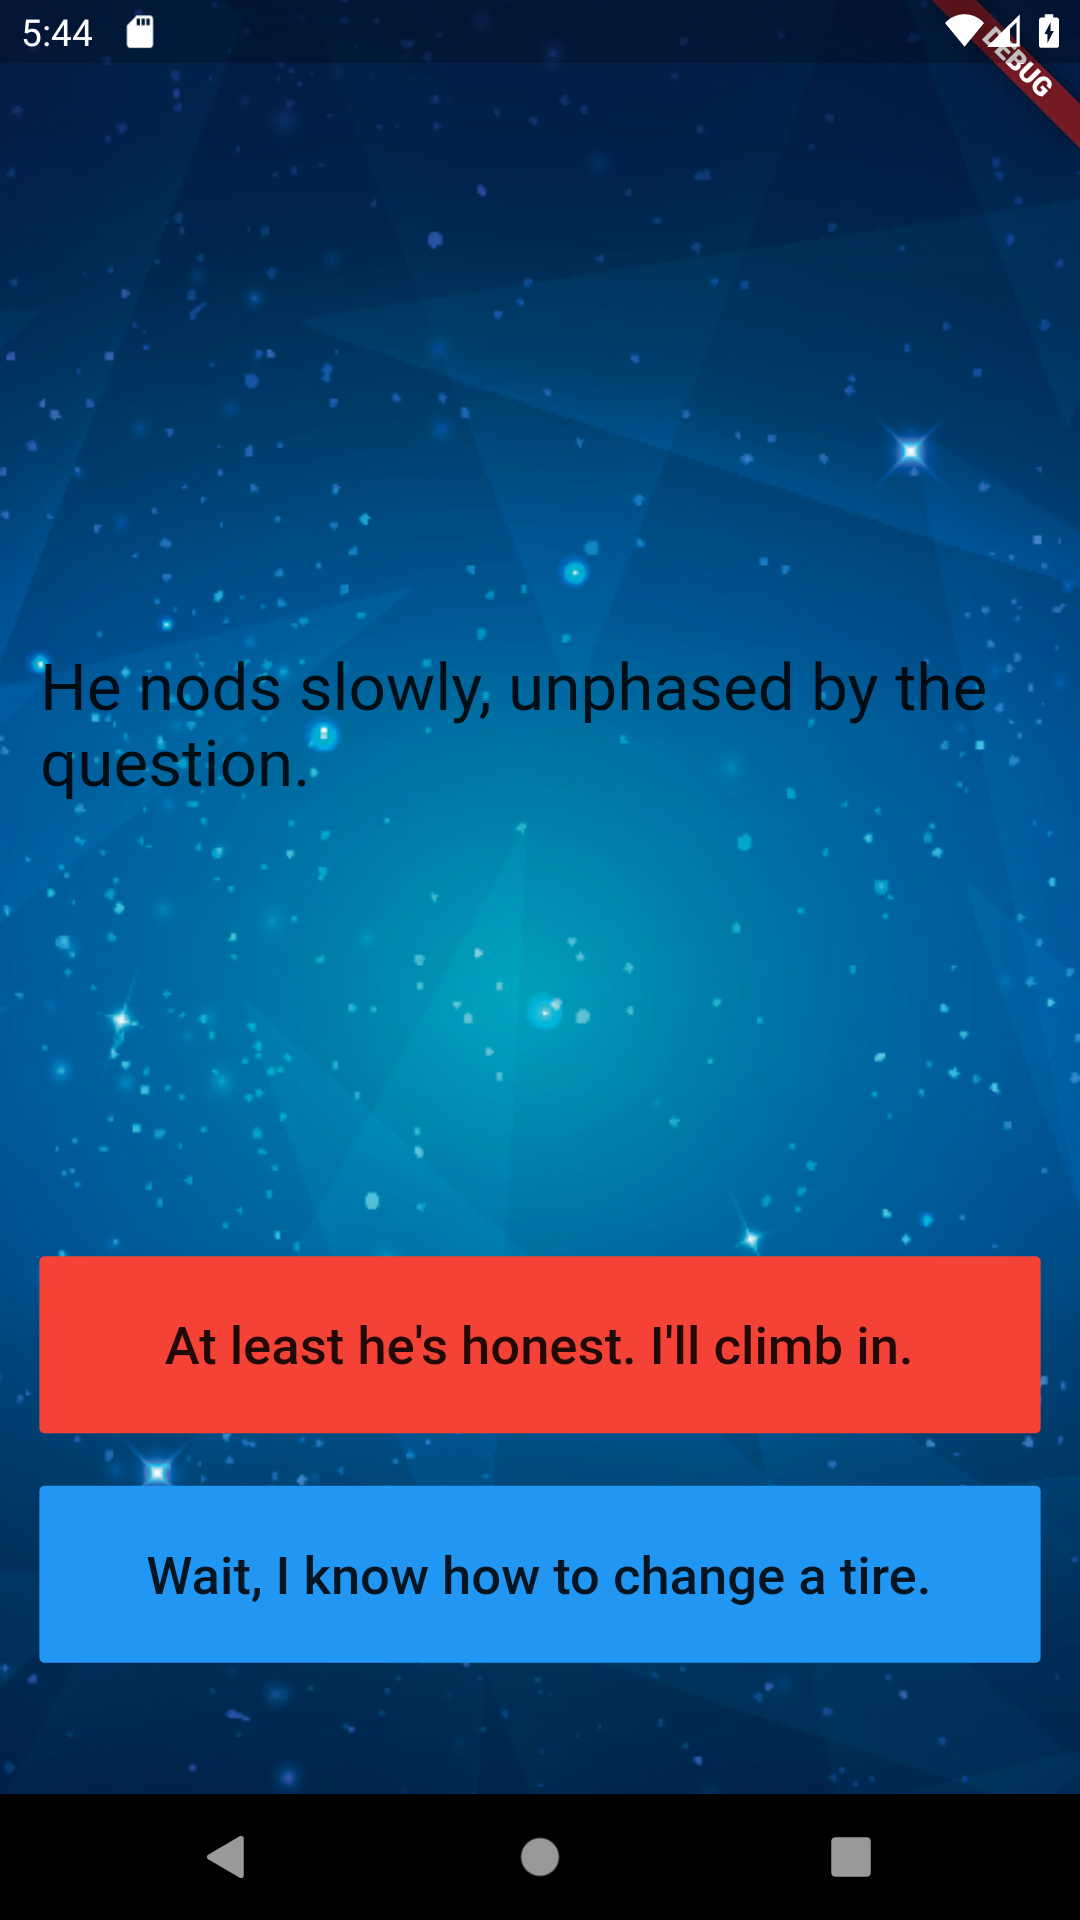 5:44
DEBUG
He nods slowly, unphased by the
question.
At least he's honest. I'll climb in.
Wait, I know how to change a tire.